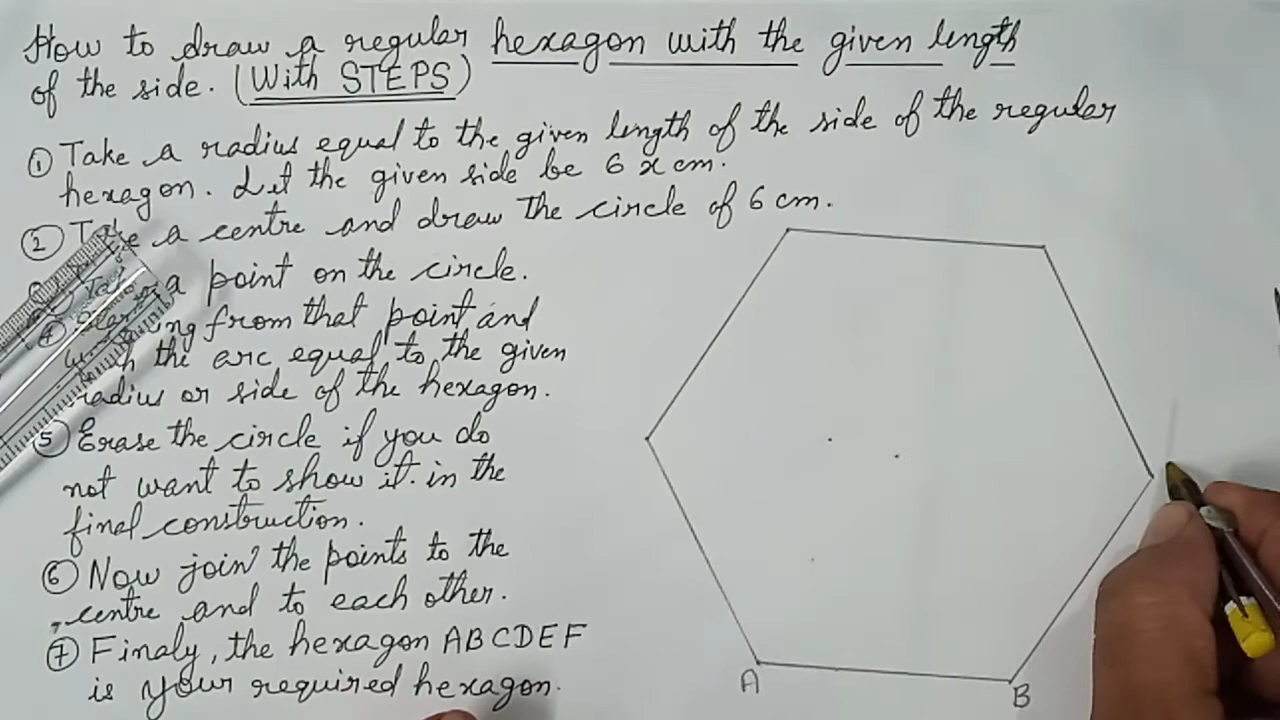 How to draw a regular hexagon with the given length
of the side. (With STEPS)
① Take a radius equal to the given length of the side of the regular
hexagon. Let the given side be 6 x cm.
② Take a centre and draw the circle of 6 cm.
a point on the circle.
④ from that point and
with the arc equal to the given
radius or side of the hexagon.
⑤ Erase the circle if you do
not want to show it in the
final construction.
⑥ Now join the points to the
centre and to each other.
⑦ Finaly, the hexagon ABCDEF
is your required hexagon.
A
B